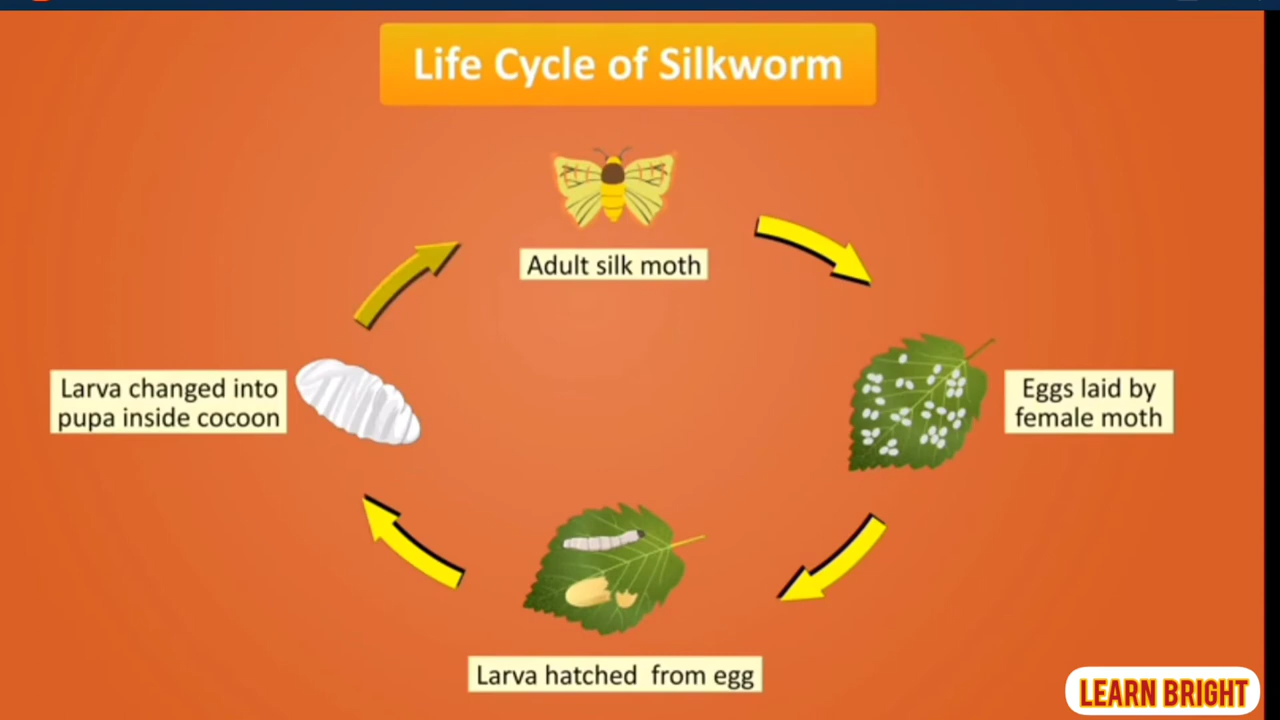 Life Cycle of Silkworm
Adult silk moth
Eggs laid by
female moth
Larva hatched from egg
Larva changed into
pupa inside cocoon
LEARN BRIGHT